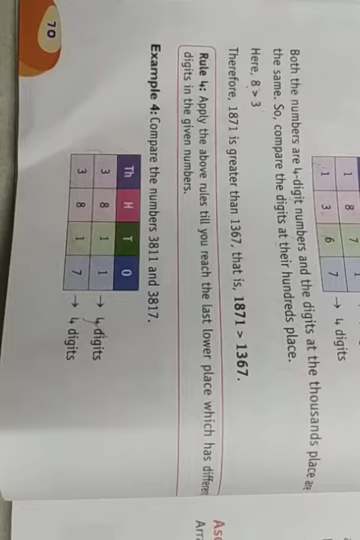 1 8 7
1 3 6 7 → 4 digits
Both the numbers are 4-digit numbers and the digits at the thousands place are
the same. So, compare the digits at their hundreds place.
Here, 8 > 3
Therefore, 1871 is greater than 1367, that is, 1871 > 1367.
Rule 4: Apply the above rules till you reach the last lower place which has
digits in the given numbers.
Example 4: Compare the numbers 3811 and 3817.
Th H T O
3 8 1 1 → 4 digits
3 8 1 7 → 4 digits
70